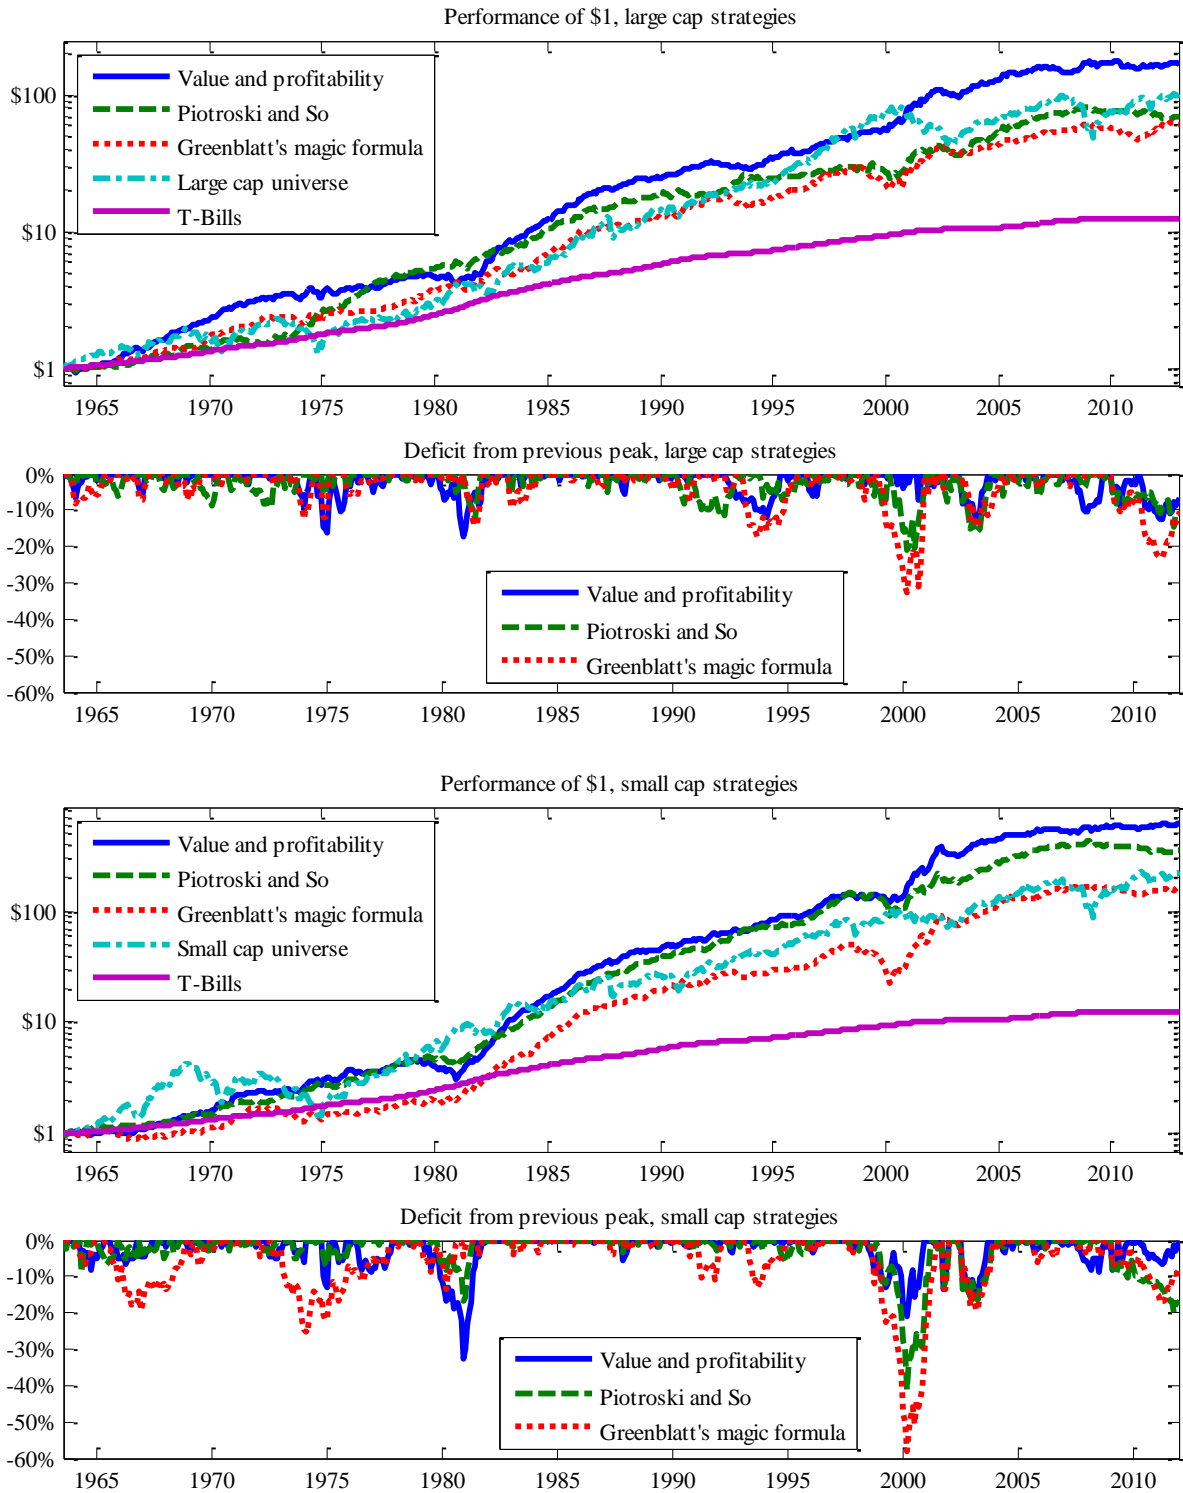 Performance of $1, large cap strategies
$100
$10
$1
Value and profitability
Piotroski and So
Greenblatt's magic formula
Large cap universe
T-Bills
1965 1970 1975 1980 1985 1990 1995 2000 2005 2010
Deficit from previous peak, large cap strategies
0%
-10%
-20%
-30%
-40%
-50%
-60%
Value and profitability
Piotroski and So
Greenblatt's magic formula
1965 1970 1975 1980 1985 1990 1995 2000 2005 2010
Performance of $1, small cap strategies
$100
$10
$1
Value and profitability
Piotroski and So
Greenblatt's magic formula
Small cap universe
T-Bills
1965 1970 1975 1980 1985 1990 1995 2000 2005 2010
Deficit from previous peak, small cap strategies
0%
-10%
-20%
-30%
-40%
-50%
-60%
Value and profitability
Piotroski and So
Greenblatt's magic formula
1965 1970 1975 1980 1985 1990 1995 2000 2005 2010